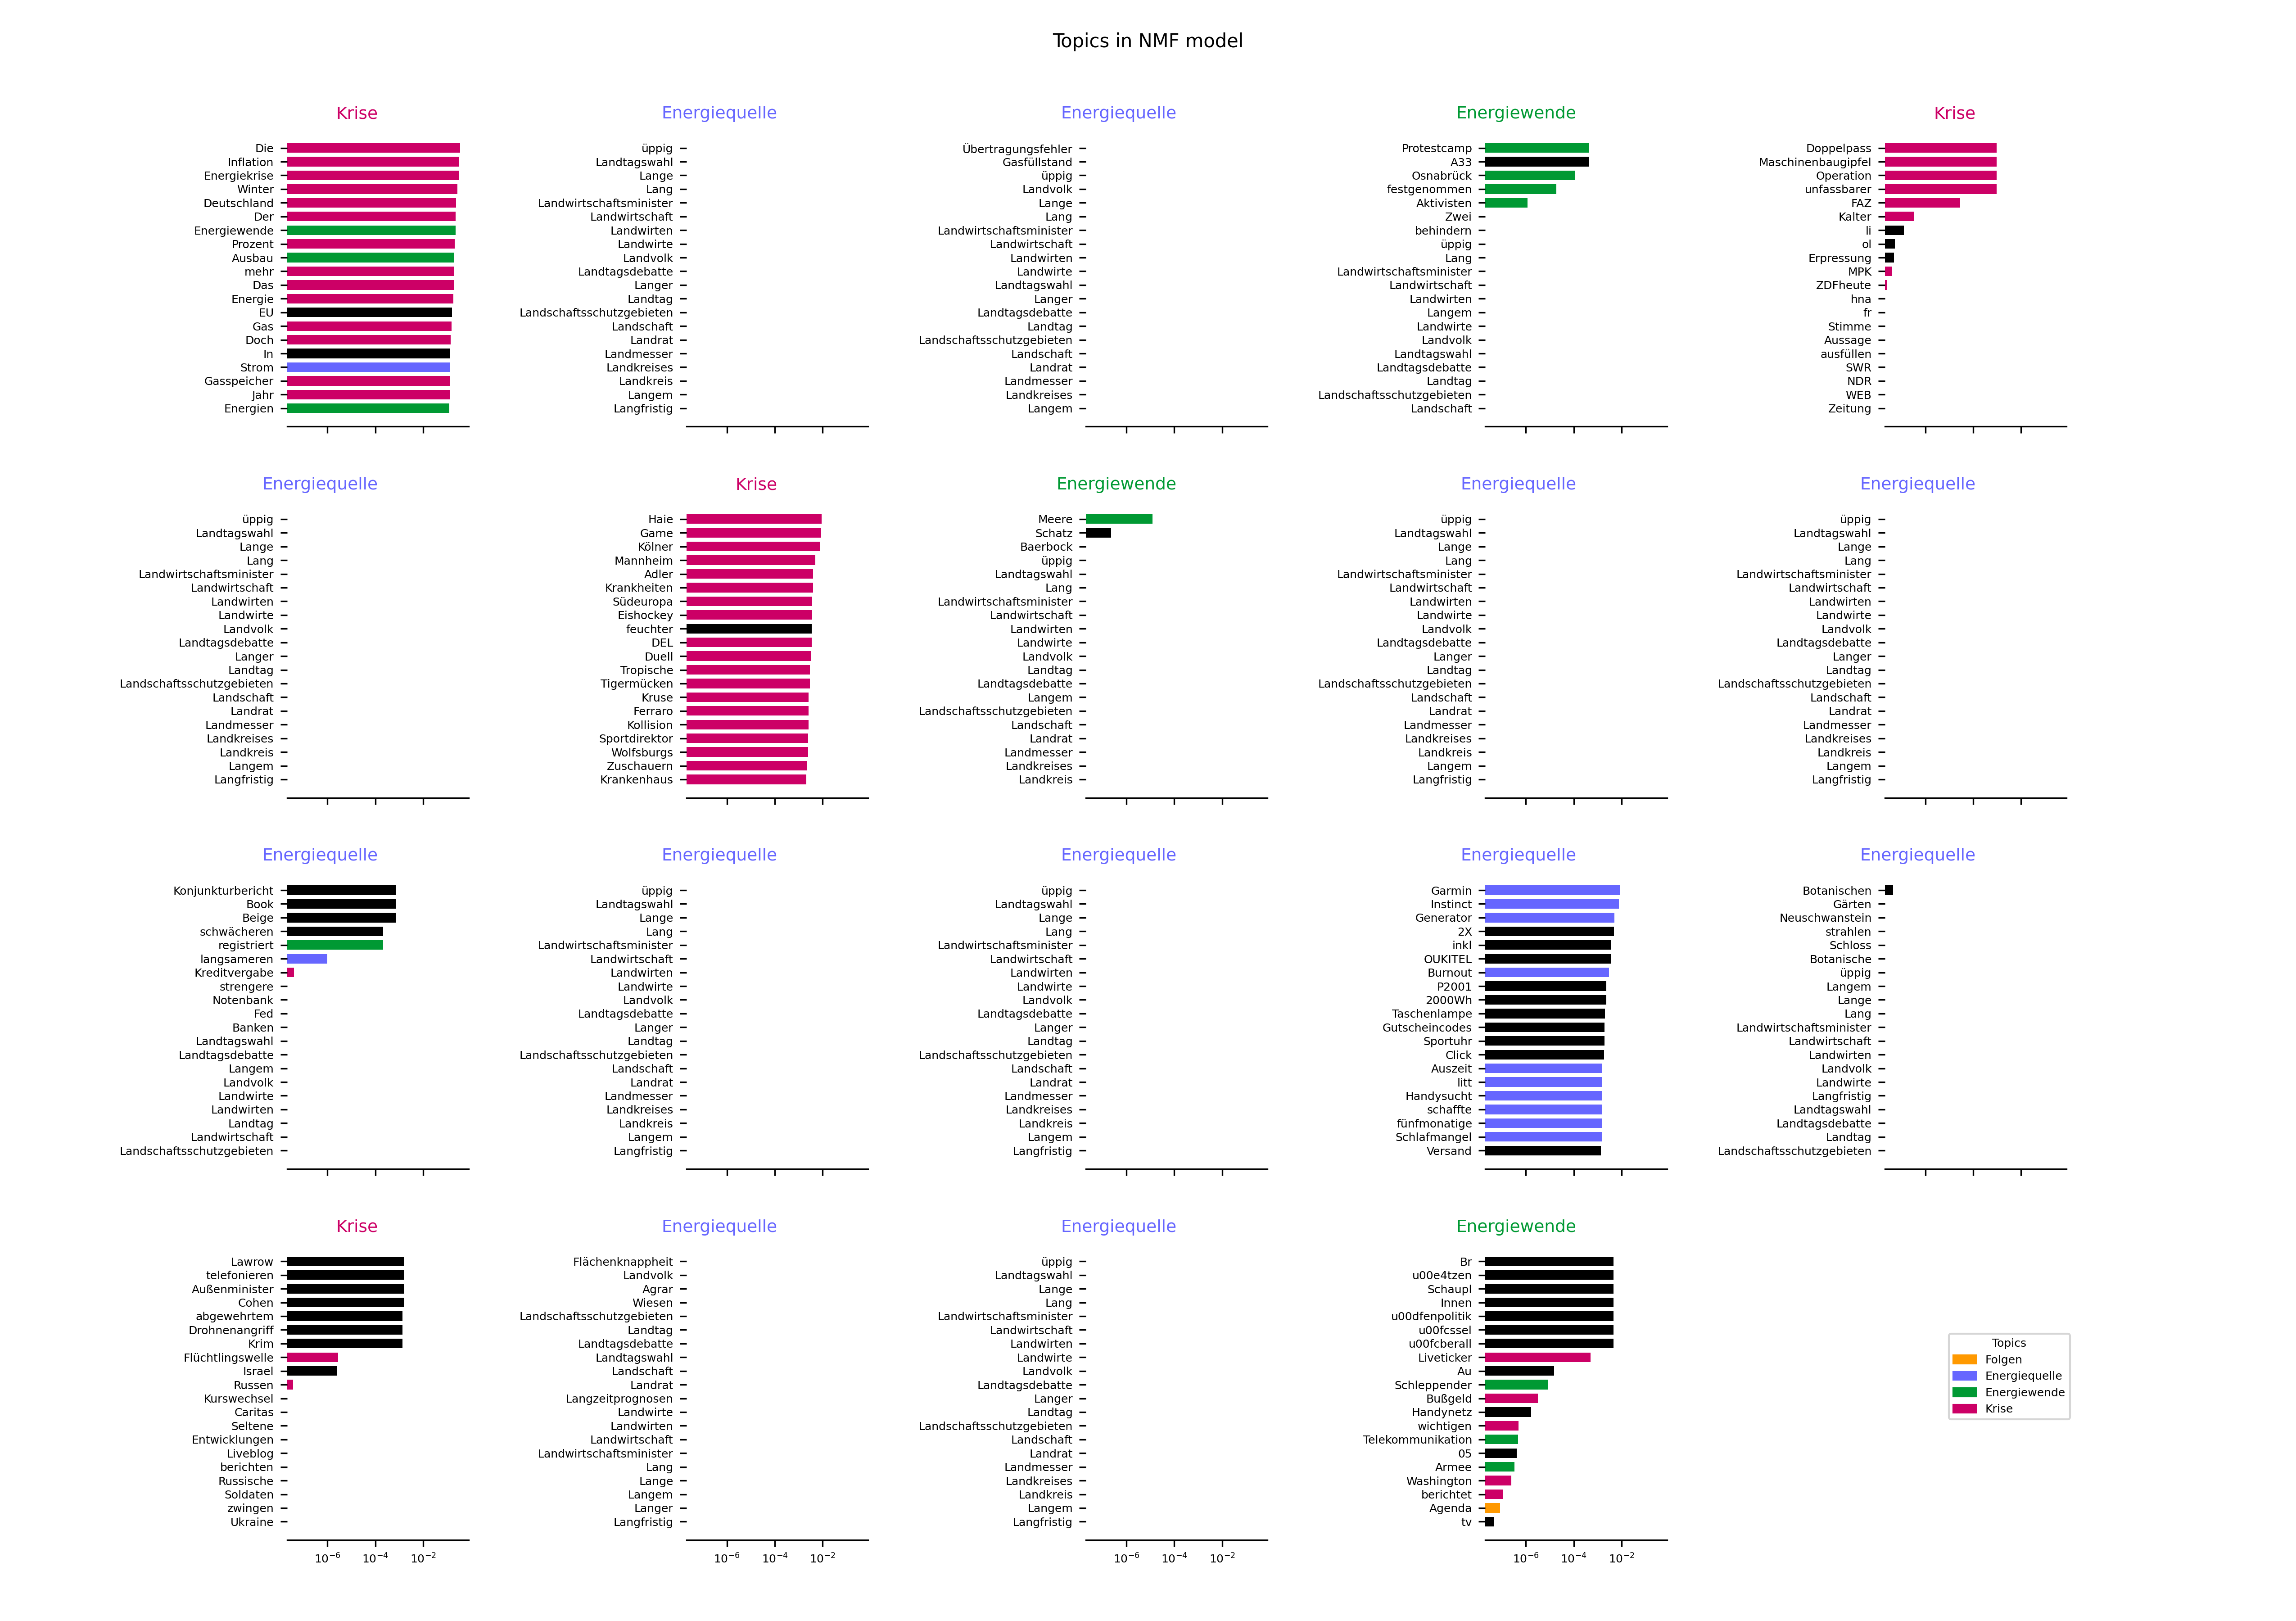 Topics in NMF model
Krise
Die
Inflation
Energiekrise
Winter
Deutschland
Der
Energiewende
Prozent
Ausbau
mehr
Das
Energie
EU
Gas
Doch
In
Strom
Gasspeicher
Jahr
Energien
Energiequelle
üppig
Landtagswahl
Lange
Lang
Landwirtschaftsminister
Landwirtschaft
Landwirten
Landwirte
Landvolk
Landtagsdebatte
Langer
Landtag
Landschaftsschutzgebieten
Landschaft
Landrat
Landmesser
Landkreises
Landkreis
Langem
Langfristig
Energiequelle
Übertragungsfehler
Gasfüllstand
üppig
Landvolk
Lange
Lang
Landwirtschaftsminister
Landwirtschaft
Landwirten
Landwirte
Landtagswahl
Langer
Landtagsdebatte
Landtag
Landschaftsschutzgebieten
Landschaft
Landrat
Landmesser
Landkreises
Langem
Energiewende
Protestcamp
A33
Osnabrück
festgenommen
Aktivisten
Zwei
behindern
üppig
Lang
Landwirtschaftsminister
Landwirtschaft
Landwirten
Langem
Landwirte
Landvolk
Landtagswahl
Landtagsdebatte
Landtag
Landschaftsschutzgebieten
Landschaft
Krise
Doppelpass
Maschinenbaugipfel
Operation
unfassbarer
FAZ
Kalter
li
ol
Erpressung
MPK
ZDFheute
hna
fr
Stimme
Aussage
ausfüllen
SWR
NDR
WEB
Zeitung
Energiequelle
üppig
Landtagswahl
Lange
Lang
Landwirtschaftsminister
Landwirtschaft
Landwirten
Landwirte
Landvolk
Landtagsdebatte
Langer
Landtag
Landschaftsschutzgebieten
Landschaft
Landrat
Landmesser
Landkreises
Landkreis
Langem
Langfristig
Krise
Haie
Game
Kölner
Mannheim
Adler
Krankheiten
Südeuropa
Eishockey
feuchter
DEL
Duell
Tropische
Tigermücken
Kruse
Ferraro
Kollision
Sportdirektor
Wolfsburgs
Zuschauern
Krankenhaus
Energiewende
Meere
Schatz
Baerbock
üppig
Landtagswahl
Lang
Landwirtschaftsminister
Landwirtschaft
Landwirten
Landwirte
Landvolk
Landtag
Landtagsdebatte
Langem
Landschaftsschutzgebieten
Landschaft
Landrat
Landmesser
Landkreises
Landkreis
Energiequelle
üppig
Landtagswahl
Lange
Lang
Landwirtschaftsminister
Landwirtschaft
Landwirten
Landwirte
Landvolk
Landtagsdebatte
Langer
Landtag
Landschaftsschutzgebieten
Landschaft
Landrat
Landmesser
Landkreises
Landkreis
Langem
Langfristig
Energiequelle
üppig
Landtagswahl
Lange
Lang
Landwirtschaftsminister
Landwirtschaft
Landwirten
Landwirte
Landvolk
Landtagsdebatte
Langer
Landtag
Landschaftsschutzgebieten
Landschaft
Landrat
Landmesser
Landkreises
Landkreis
Langem
Langfristig
Energiequelle
Konjunkturbericht
Book
Beige
schwächeren
registriert
langsameren
Kreditvergabe
strengere
Notenbank
Fed
Banken
Landtagswahl
Landtagsdebatte
Langem
Landvolk
Landwirte
Landwirten
Landtag
Landwirtschaft
Landschaftsschutzgebieten
Energiequelle
üppig
Landtagswahl
Lange
Lang
Landwirtschaftsminister
Landwirtschaft
Landwirten
Landwirte
Landvolk
Landtagsdebatte
Langer
Landtag
Landschaftsschutzgebieten
Landschaft
Landrat
Landmesser
Landkreises
Landkreis
Langem
Langfristig
Energiequelle
üppig
Landtagswahl
Lange
Lang
Landwirtschaftsminister
Landwirtschaft
Landwirten
Landwirte
Landvolk
Landtagsdebatte
Langer
Landtag
Landschaftsschutzgebieten
Landschaft
Landrat
Landmesser
Landkreises
Landkreis
Langem
Langfristig
Energiequelle
Garmin
Instinct
Generator
2X
inkl
OUKITEL
Burnout
P2001
2000Wh
Taschenlampe
Gutscheincodes
Sportuhr
Click
Auszeit
litt
Handysucht
schaffte
fünfmonatige
Schlafmangel
Versand
Energiequelle
Botanischen
Gärten
Neuschwanstein
strahlen
Schloss
Botanische
üppig
Langem
Lange
Lang
Landwirtschaftsminister
Landwirtschaft
Landwirten
Landvolk
Landwirte
Langfristig
Landtagswahl
Landtagsdebatte
Landtag
Landschaftsschutzgebieten
Krise
Lawrow
telefonieren
Außenminister
Cohen
abgewehrtem
Drohnenangriff
Krim
Flüchtlingswelle
Israel
Russen
Kurswechsel
Caritas
Seltene
Entwicklungen
Liveblog
berichten
Russische
Soldaten
zwingen
Ukraine
10⁻⁶ 10⁻⁴ 10⁻²
Energiequelle
Flächenknappheit
Landvolk
Agrar
Wiesen
Landschaftsschutzgebieten
Landtag
Landtagsdebatte
Landtagswahl
Landschaft
Landrat
Langzeitprognosen
Landwirte
Landwirten
Landwirtschaft
Landwirtschaftsminister
Lang
Lange
Langem
Langer
Langfristig
10⁻⁶ 10⁻⁴ 10⁻²
Energiequelle
üppig
Landtagswahl
Lange
Lang
Landwirtschaftsminister
Landwirtschaft
Landwirten
Landwirte
Landvolk
Landtagsdebatte
Langer
Landtag
Landschaftsschutzgebieten
Landschaft
Landrat
Landmesser
Landkreises
Landkreis
Langem
Langfristig
10⁻⁶ 10⁻⁴ 10⁻²
Energiewende
Br
u00e4tzen
Schaupl
Innen
u00dfenpolitik
u00fcssel
u00fcberall
Liveticker
Au
Schleppender
Bußgeld
Handynetz
wichtigen
Telekommunikation
05
Armee
Washington
berichtet
Agenda
tv
10⁻⁶ 10⁻⁴ 10⁻²
Topics
Folgen
Energiequelle
Energiewende
Krise